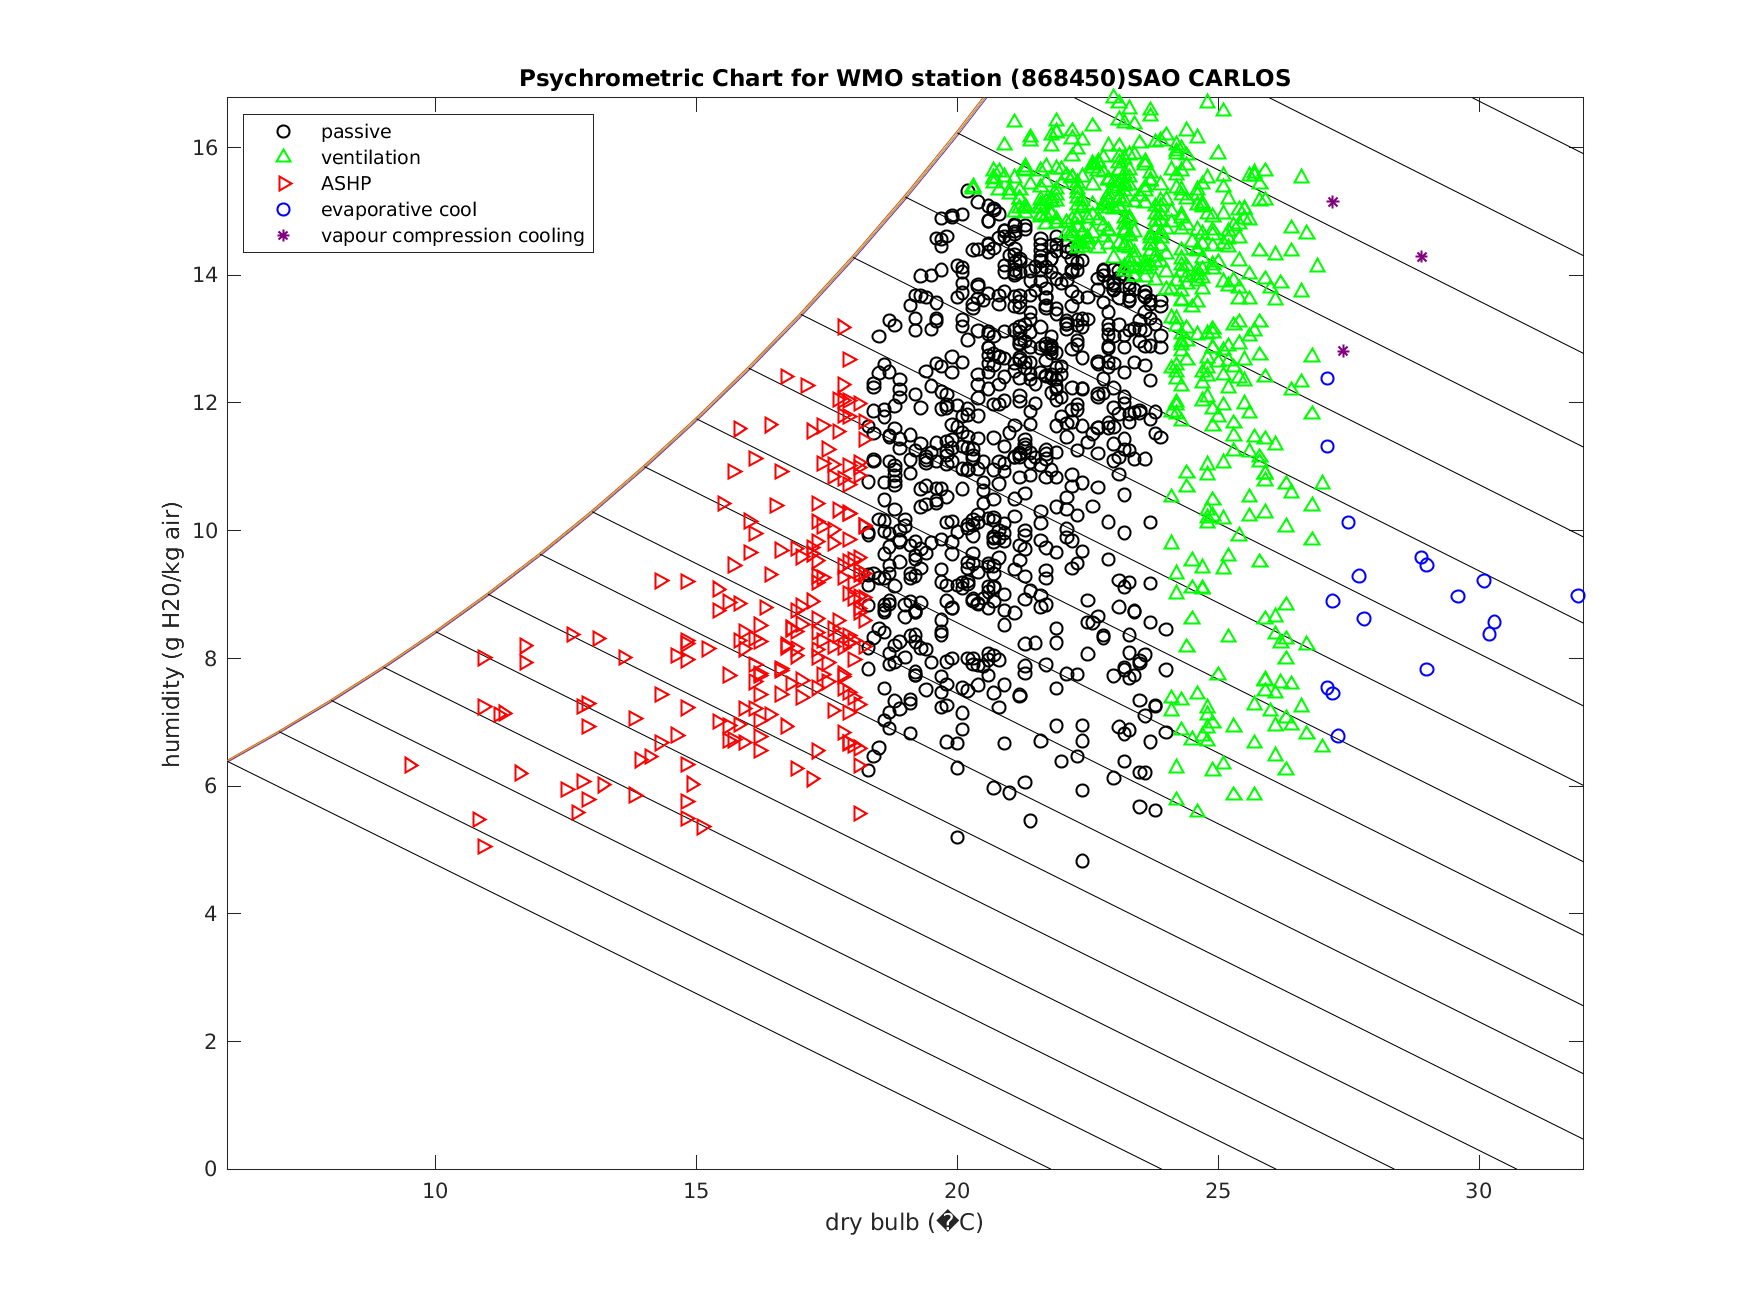 Psychrometric Chart for WMO station (868450)SAO CARLOS
passive
ventilation
ASHP
evaporative cool
vapour compression cooling
humidity (g H20/kg air)
16
14
12
10
8
6
4
2
0
10 15 20 25 30
dry bulb (�C)